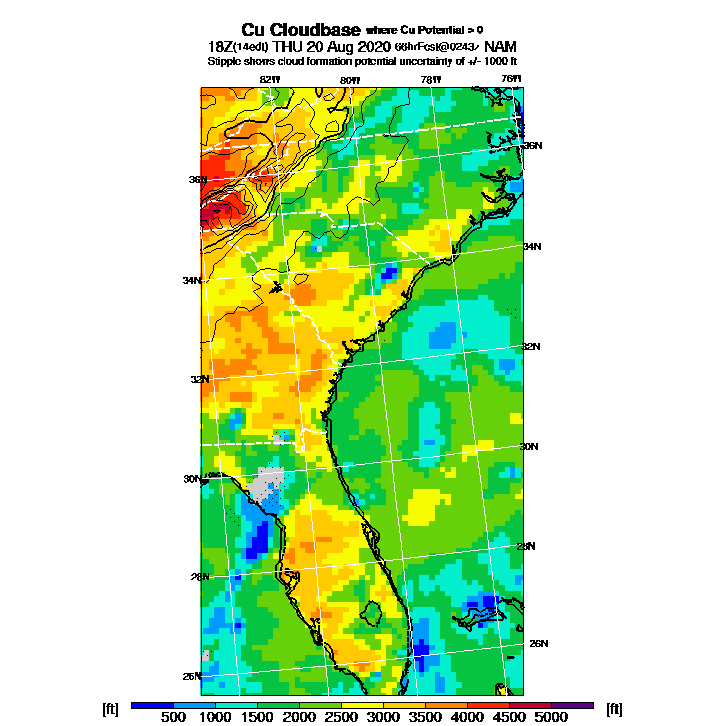 Cu Cloudbase where Cu Potential > 0
18Z(14edt) THU 20 Aug 2020 66hrFcst@0243z NAM
Stipple shows cloud formation potential uncertainty of +/- 1000 ft
82W 80W 78W 76W
36N
36N
34N
34N
32N
32N
30N
30N
28N
28N
26N
26N
[ft] 500 1000 1500 2000 2500 3000 3500 4000 4500 5000 [ft]